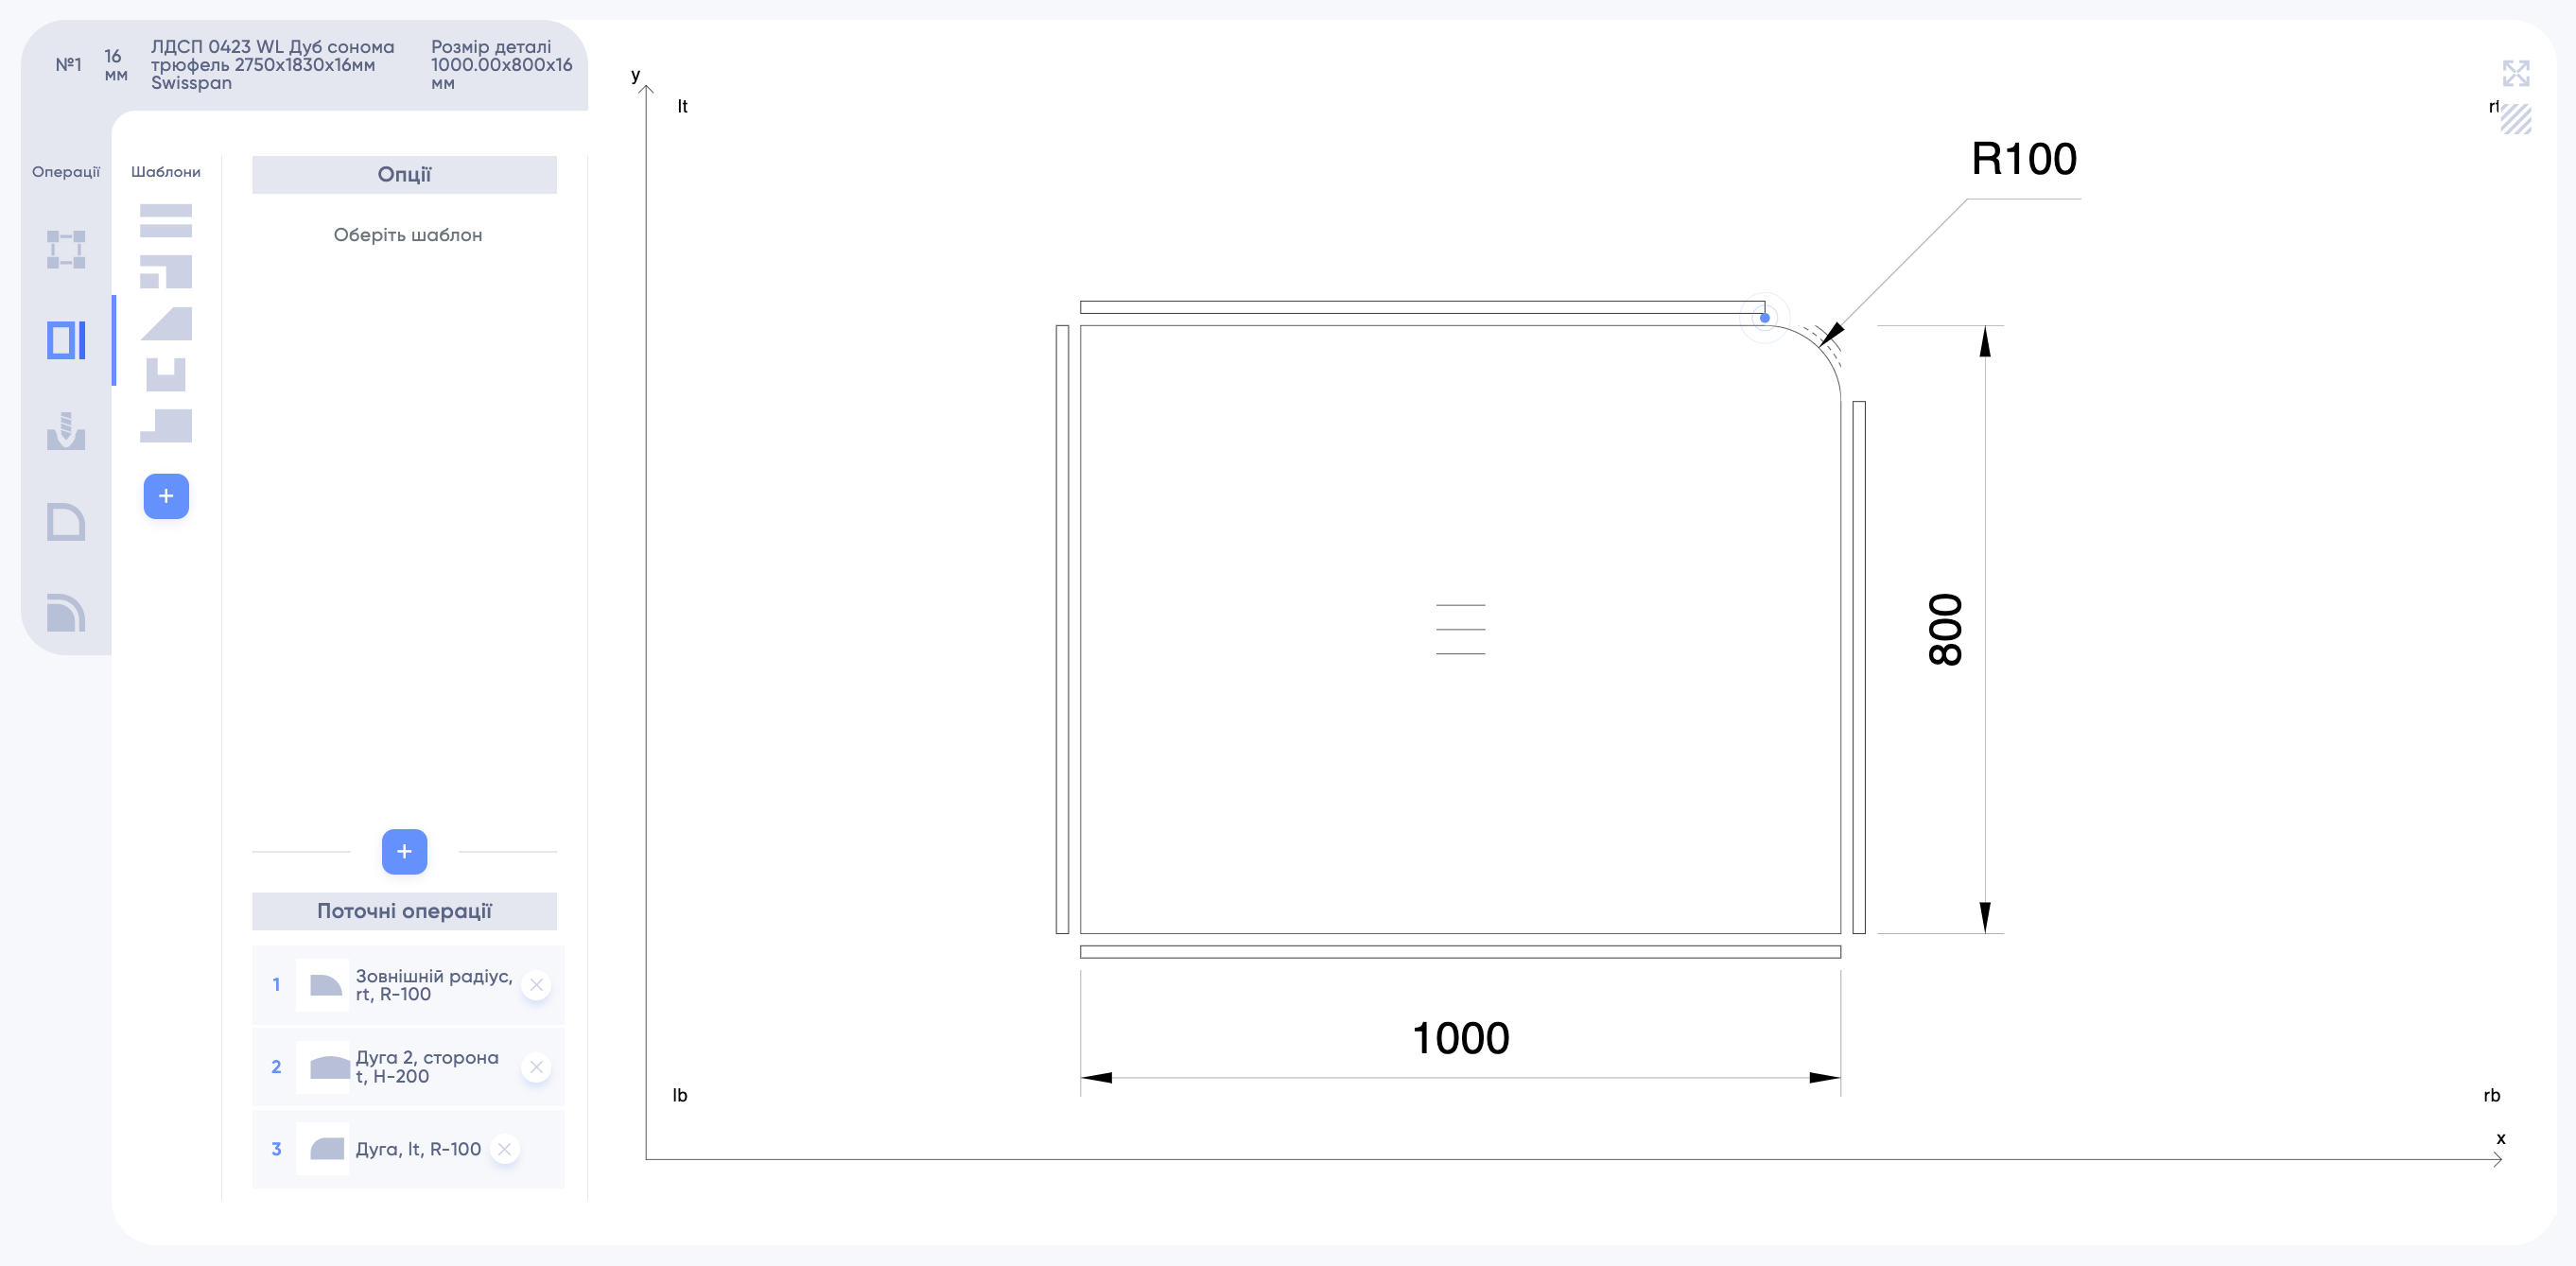 №1
16
мм
ЛДСП 0423 WL Дуб сонома
трюфель 2750x1830x16мм
Swisspan
Розмір деталі
1000.00x800x16
мм
Операції
Шаблони
Опції
Оберіть шаблон
Поточні операції
1
Зовнішній радіус,
rt, R-100
2
Дуга 2, сторона
t, H-200
3
Дуга, lt, R-100
y
lt
rt
R100
800
1000
lb
rb
x